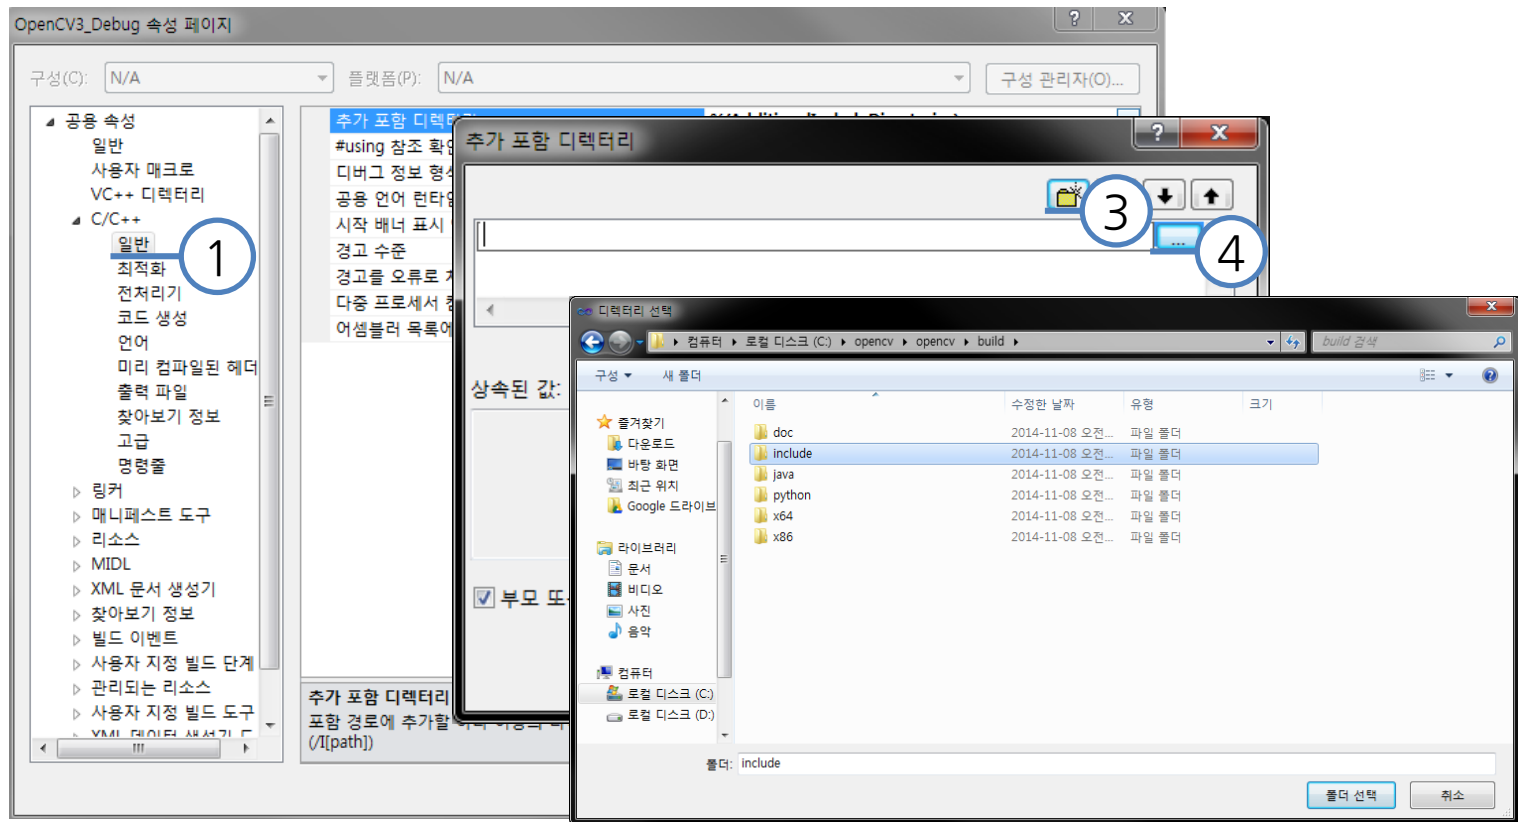 OpenCV3_Debug 속성 페이지
구성(C): N/A 플랫폼(P): N/A 구성 관리자(O)...
공용 속성
일반
사용자 매크로
VC++ 디렉터리
C/C++
일반
최적화
전처리기
코드 생성
언어
미리 컴파일된 헤더
출력 파일
찾아보기 정보
고급
명령줄
링커
매니페스트 도구
리소스
MIDL
XML 문서 생성기
찾아보기 정보
빌드 이벤트
사용자 지정 빌드 단계
관리되는 리소스
사용자 지정 빌드 도구
1
추가 포함 디렉터리
#using 참조 확인
디버그 정보 형식
공용 언어 런타임
시작 배너 표시
경고 수준
경고를 오류로
다중 프로세서
어셈블러 목록에
추가 포함 디렉터리
포함 경로에 추가할
(/I[path])
추가 포함 디렉터리
3
...
4
상속된 값:
부모 또
디렉터리 선택
컴퓨터 로컬 디스크 (C:) opencv opencv build
build 검색
구성 새 폴더
즐겨찾기
다운로드
바탕 화면
최근 위치
Google 드라이브
라이브러리
문서
비디오
사진
음악
컴퓨터
로컬 디스크 (C:)
로컬 디스크 (D:)
이름 수정한 날짜 유형 크기
doc 2014-11-08 오전... 파일 폴더
include 2014-11-08 오전... 파일 폴더
java 2014-11-08 오전... 파일 폴더
python 2014-11-08 오전... 파일 폴더
x64 2014-11-08 오전... 파일 폴더
x86 2014-11-08 오전... 파일 폴더
폴더: include
폴더 선택 취소